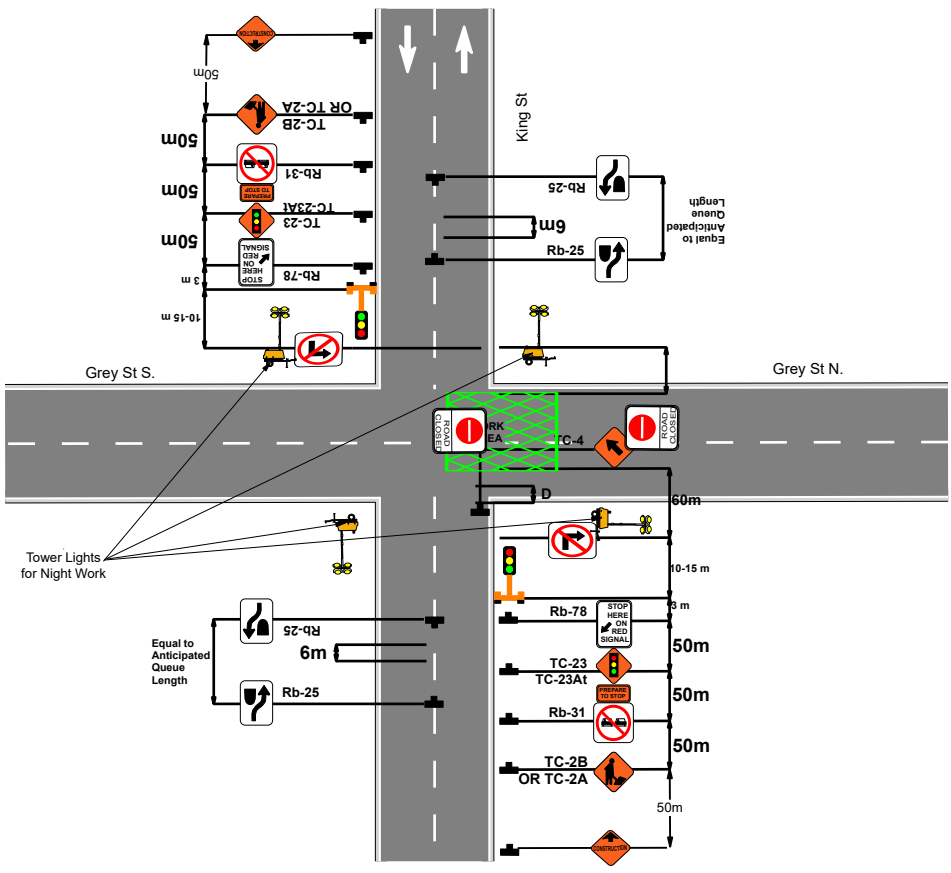 CONSTRUCTION
50m
OR TC-2A
TC-2B
50m
Rb-31
PREPARE
TO STOP
50m
TC-23At
TC-23
50m
STOP
HERE
ON
RED
SIGNAL
Rb-78
3 m
10-15 m
King St
Rb-25
6m
Rb-25
Equal to
Anticipated
Queue
Length
Grey St S.
Grey St N.
ROAD
CLOSED
ORK
EA
TC-4
ROAD
CLOSED
D
60m
Tower Lights
for Night Work
10-15 m
3 m
Rb-78
STOP
HERE
ON
RED
SIGNAL
50m
Rb-25
Equal to
Anticipated
Queue
Length
6m
Rb-25
TC-23
TC-23At
PREPARE
TO STOP
50m
Rb-31
50m
TC-2B
OR TC-2A
50m
CONSTRUCTION